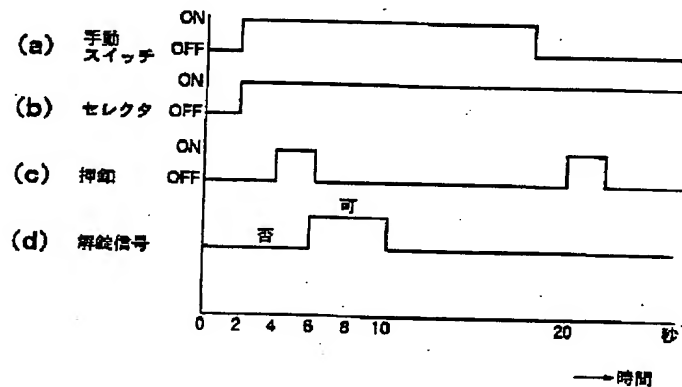 ON
(a) 手動 OFF
スイッチ
ON
(b) セレクタ OFF
ON
(c) 押釦 OFF
可
(d) 解錠信号 否
0 2 4 6 8 10 20 秒
→時間